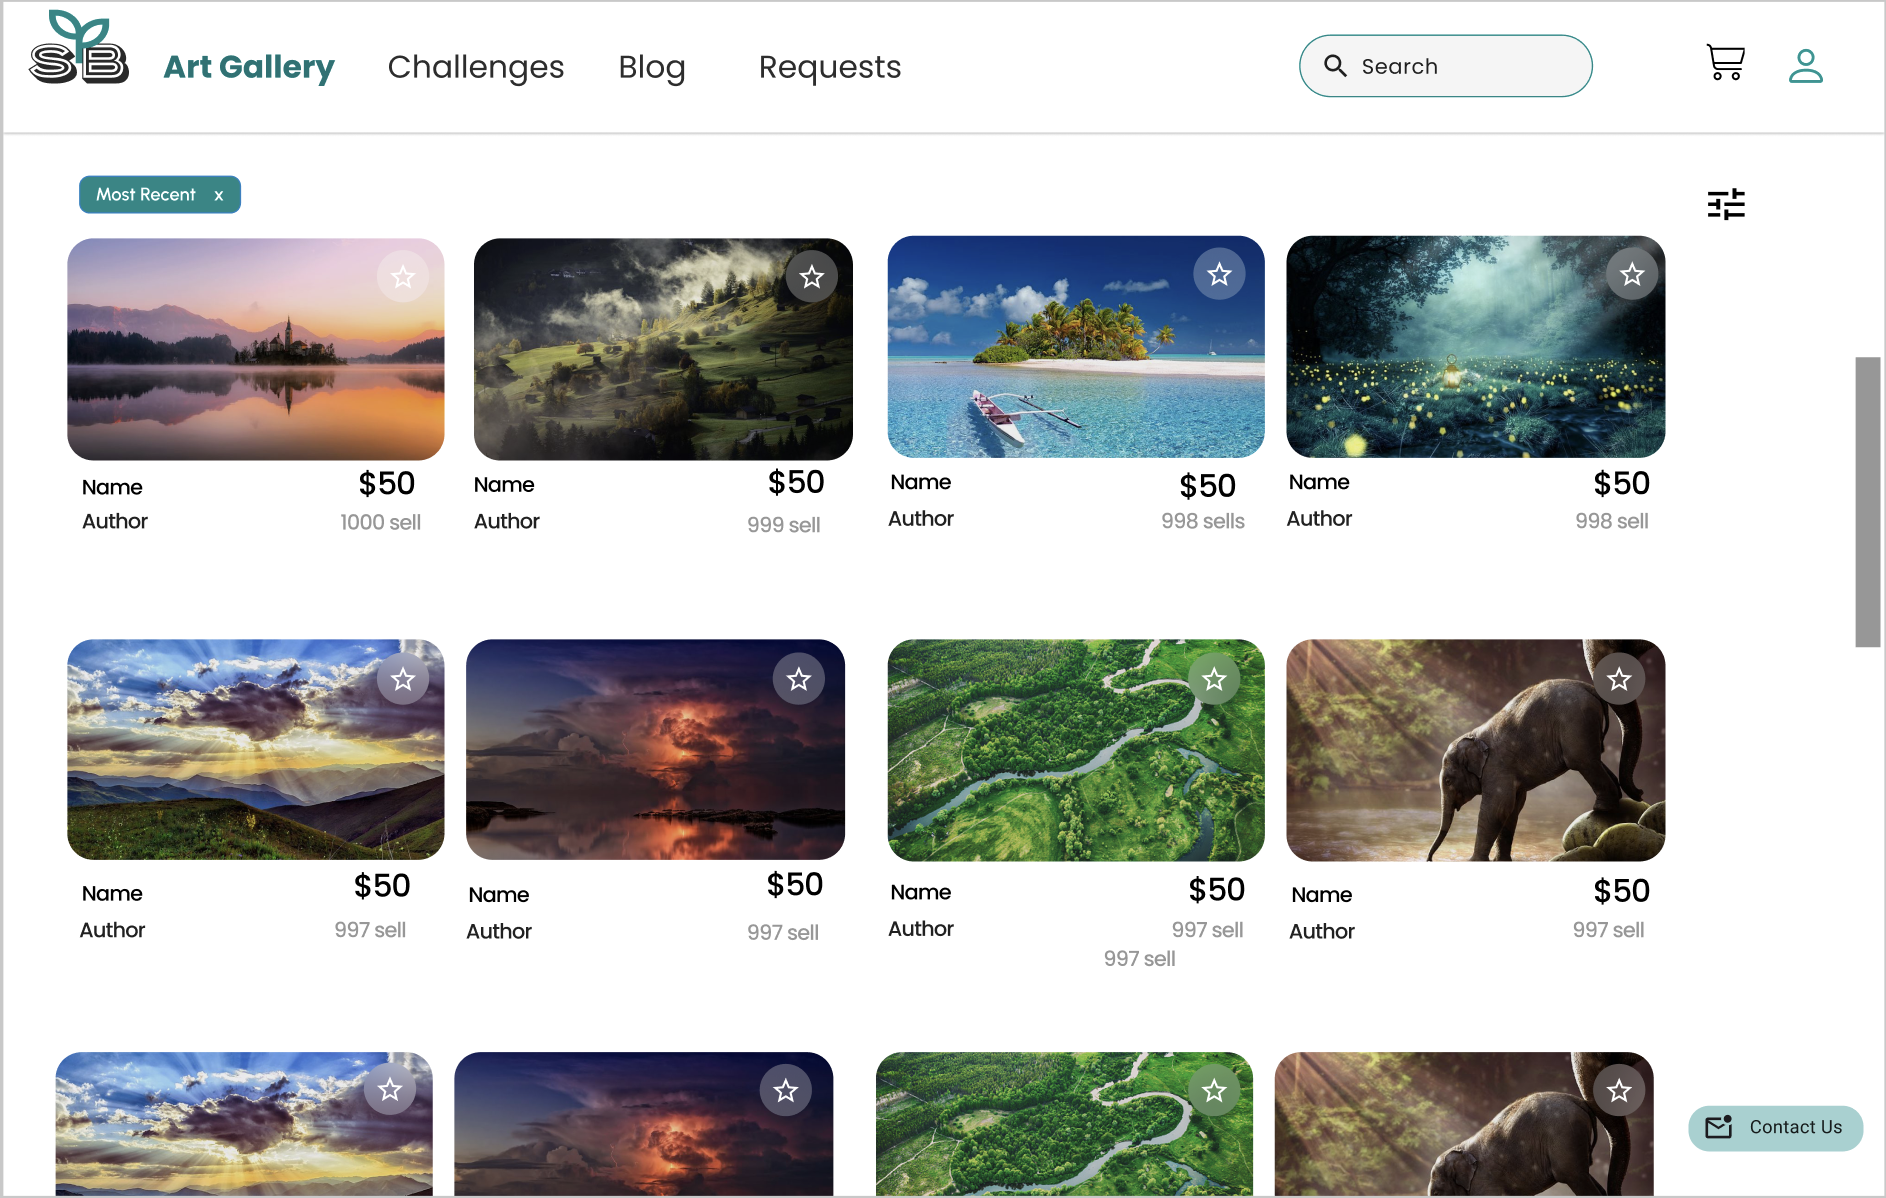 SB
Art Gallery Challenges Blog Requests Search
Most Recent x
Name $50 Name $50 Name $50 Name $50
Author 1000 sell Author 999 sell Author 998 sells Author 998 sell
Name $50 Name $50 Name $50 Name $50
Author 997 sell Author 997 sell Author 997 sell Author 997 sell
997 sell
Contact Us